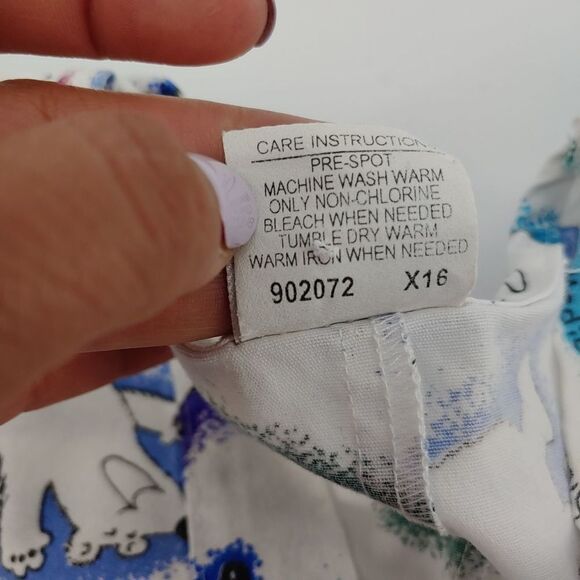 CARE INSTRUCTION
PRE-SPOT
MACHINE WASH WARM
ONLY NON-CHLORINE
BLEACH WHEN NEEDED
TUMBLE DRY WARM
WARM IRON WHEN NEEDED
902072 X16